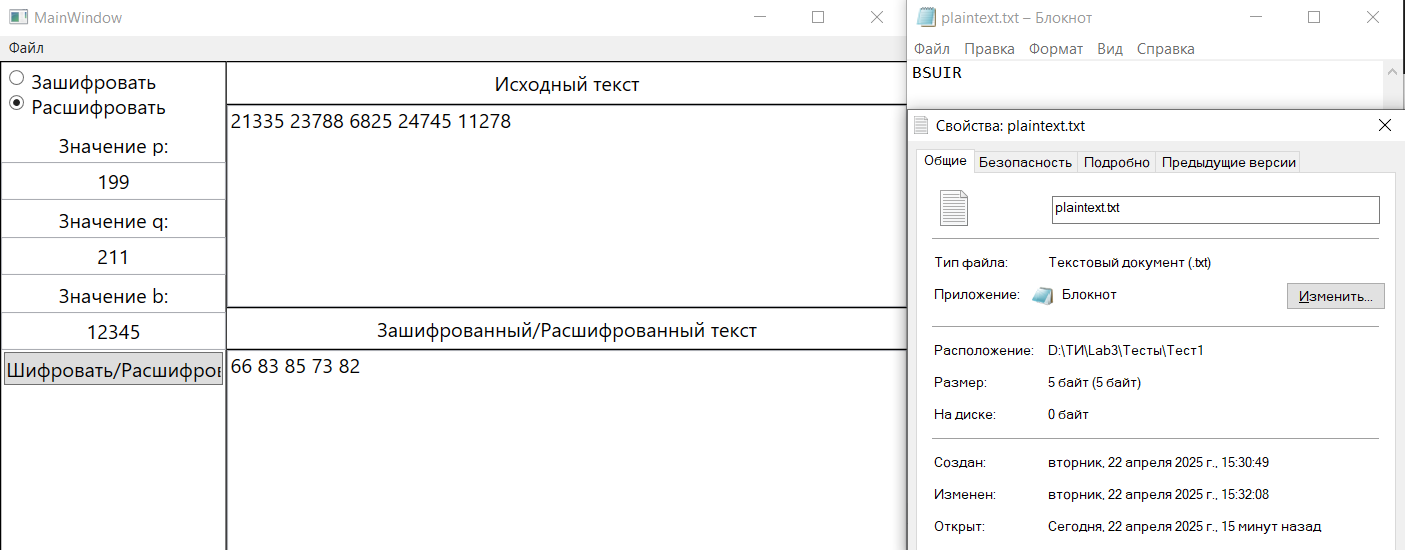 MainWindow
Файл
Зашифровать
Расшифровать
Значение p:
199
Значение q:
211
Значение b:
12345
Шифровать/Расшифров
Исходный текст
21335 23788 6825 24745 11278
Зашифрованный/Расшифрованный текст
66 83 85 73 82
plaintext.txt – Блокнот
Файл Правка Формат Вид Справка
BSUIR
Свойства: plaintext.txt
Общие Безопасность Подробно Предыдущие версии
plaintext.txt
Тип файла: Текстовый документ (.txt)
Приложение: Блокнот Изменить...
Расположение: D:\ТИ\Lab3\Тесты\Тест1
Размер: 5 байт (5 байт)
На диске: 0 байт
Создан: вторник, 22 апреля 2025 г., 15:30:49
Изменен: вторник, 22 апреля 2025 г., 15:32:08
Открыт: Сегодня, 22 апреля 2025 г., 15 минут назад